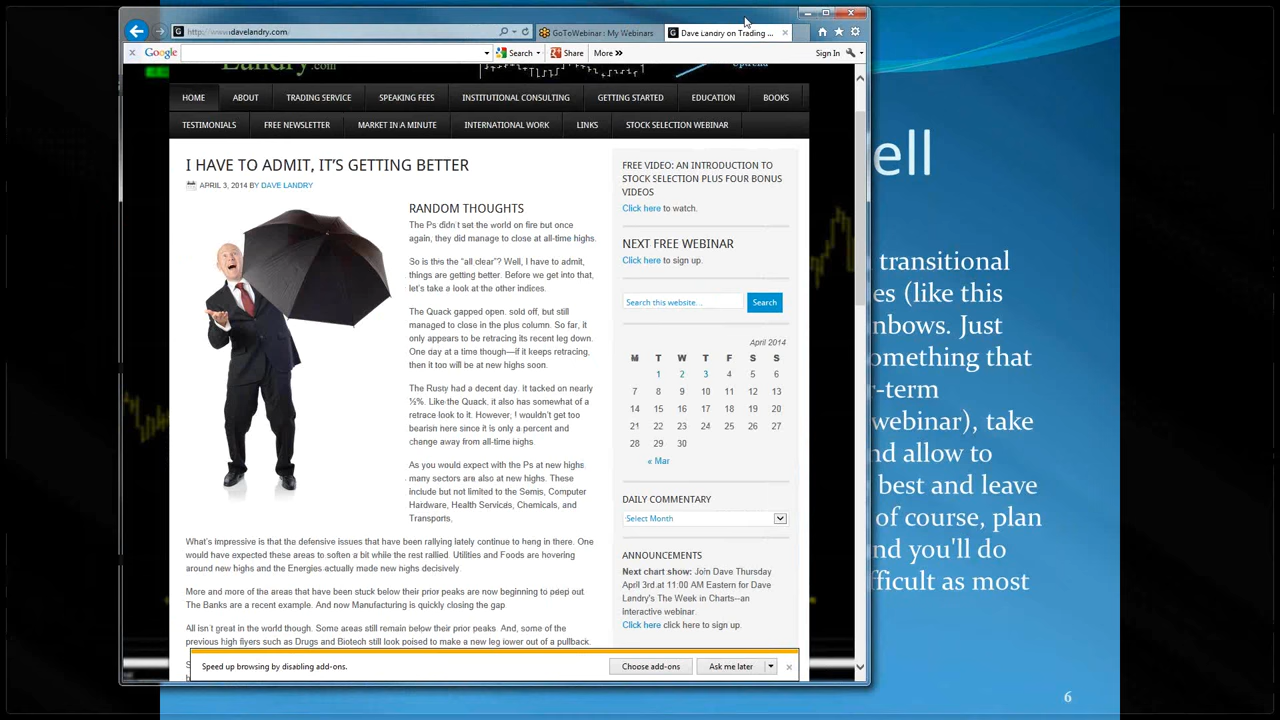 http://www.davelandry.com/
GoToWebinar : My Webinars
Dave Landry on Trading ...
Google
Search
Share
More »
Sign In
Landry.com
Uptrend
HOME
ABOUT
TRADING SERVICE
SPEAKING FEES
INSTITUTIONAL CONSULTING
GETTING STARTED
EDUCATION
BOOKS
TESTIMONIALS
FREE NEWSLETTER
MARKET IN A MINUTE
INTERNATIONAL WORK
LINKS
STOCK SELECTION WEBINAR
I HAVE TO ADMIT, IT'S GETTING BETTER
APRIL 3, 2014 BY DAVE LANDRY
RANDOM THOUGHTS
The Ps didn't set the world on fire but once
again, they did manage to close at all-time highs.
So is this the "all clear"? Well, I have to admit,
things are getting better. Before we get into that,
let's take a look at the other indices.
The Quack gapped open, sold off, but still
managed to close in the plus column. So far, it
only appears to be retracing its recent leg down.
One day at a time though—if it keeps retracing,
then it too will be at new highs soon.
The Rusty had a decent day. it tacked on nearly
½%. Like the Quack, it also has somewhat of a
retrace look to it. However, I wouldn't get too
bearish here since it is only a percent and
change away from all-time highs.
As you would expect with the Ps at new highs,
many sectors are also at new highs. These
include but not limited to the Semis, Computer
Hardware, Health Services, Chemicals, and
Transports.
What's impressive is that the defensive issues that have been rallying lately continue to hang in there. One
would have expected these areas to soften a bit while the rest rallied. Utilities and Foods are hovering
around new highs and the Energies actually made new highs decisively.
More and more of the areas that have been stuck below their prior peaks are now beginning to peep out.
The Banks are a recent example. And now Manufacturing is quickly closing the gap
All isn't great in the world though. Some areas still remain below their prior peaks. And, some of the
previous high flyers such as Drugs and Biotech still look poised to make a new leg lower out of a pullback.
FREE VIDEO: AN INTRODUCTION TO
STOCK SELECTION PLUS FOUR BONUS
VIDEOS
Click here to watch.
NEXT FREE WEBINAR
Click here to sign up.
Search this website...
Search
April 2014
M T W T F S S
1 2 3 4 5 6
7 8 9 10 11 12 13
14 15 16 17 18 19 20
21 22 23 24 25 26 27
28 29 30
« Mar
DAILY COMMENTARY
Select Month
ANNOUNCEMENTS
Next chart show: Join Dave Thursday
April 3rd at 11:00 AM Eastern for Dave
Landry's The Week in Charts--an
interactive webinar.
Click here click here to sign up.
Speed up browsing by disabling add-ons.
Choose add-ons
Ask me later
ell
transitional
es (like this
nbows. Just
omething that
r-term
webinar), take
nd allow to
best and leave
of course, plan
nd you'll do
fficult as most
6